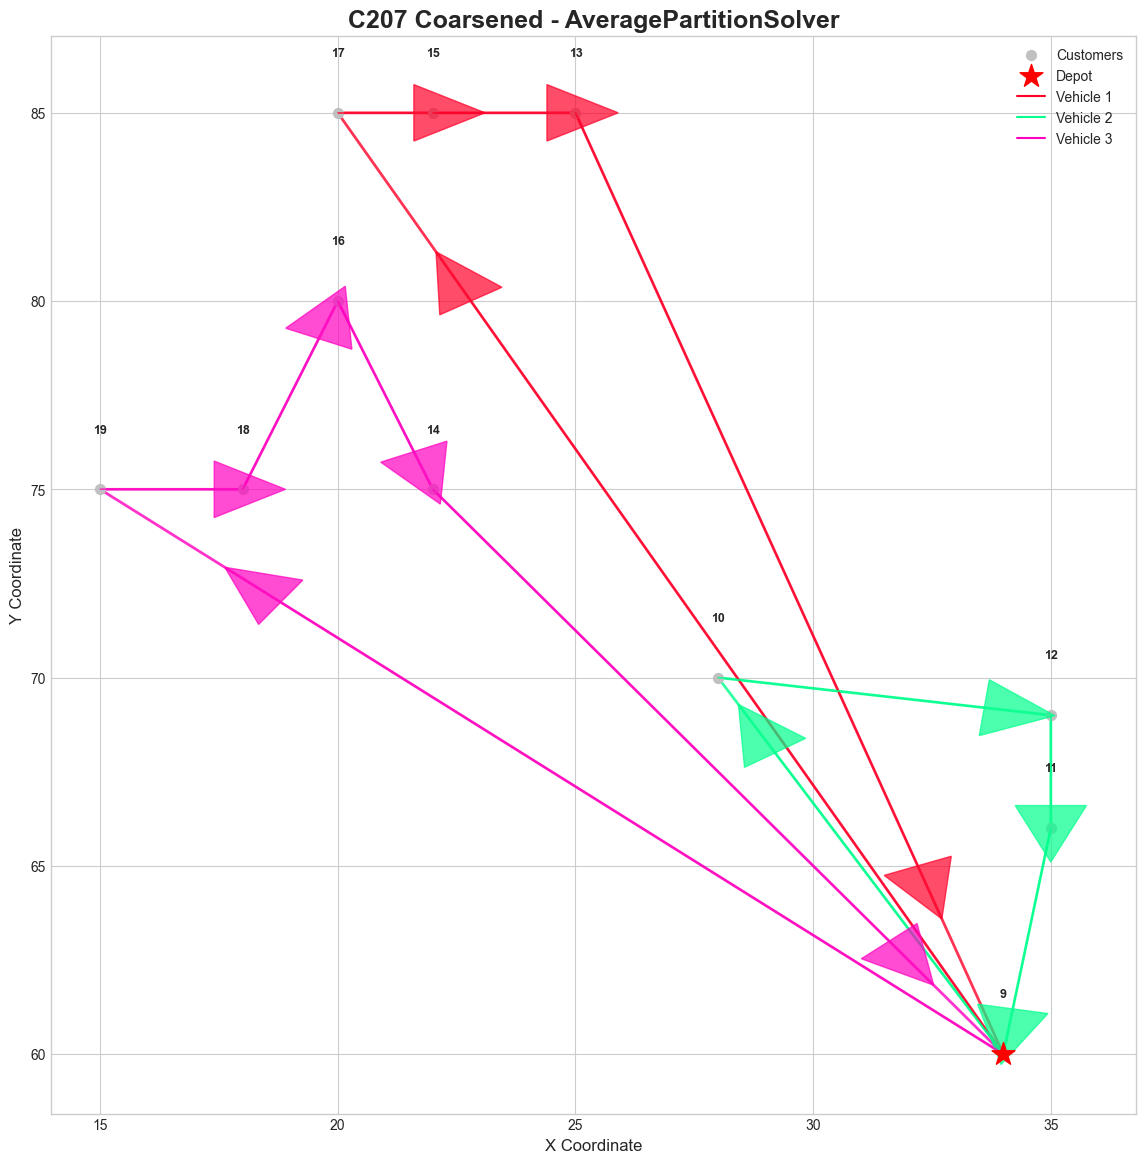 C207 Coarsened - AveragePartitionSolver
17 15 13
Customers
Depot
Vehicle 1
Vehicle 2
Vehicle 3
85
16
80
19 18 14
75
10
12
70
11
65
9
60
15 20 25 30 35
X Coordinate
Y Coordinate